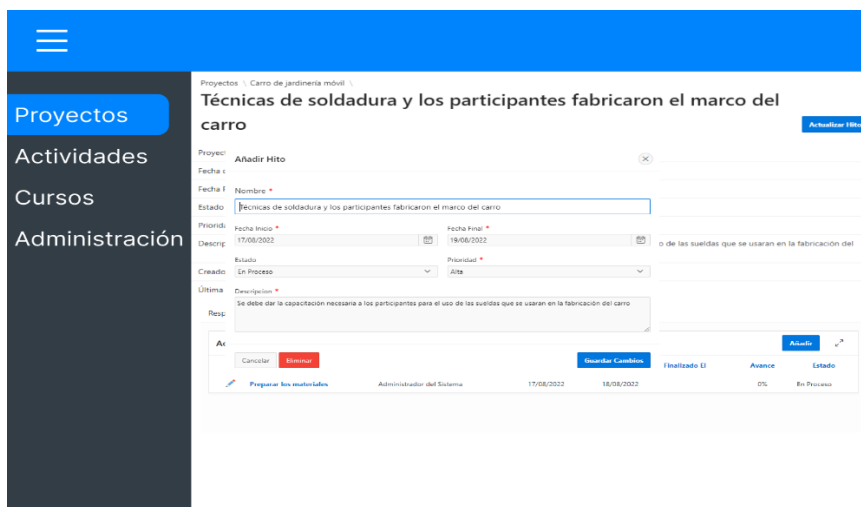 Proyectos \ Carro de jardinería móvil \
Técnicas de soldadura y los participantes fabricaron el marco del
carro
Actualizar Hito
Proyectos
Actividades
Cursos
Administración
Proyec
Fecha
Fecha F
Estado
Priorida
Descrip
o de las sueldas que se usaran en la fabricación del
Creado
Última
Resp
Añadir Hito
Nombre *
Técnicas de soldadura y los participantes fabricaron el marco del carro
Fecha Inicio * Fecha Final *
17/08/2022 19/08/2022
Estado Prioridad *
En Proceso Alta
Descripcion *
Se debe dar la capacitación necesaria a los participantes para el uso de las sueldas que se usaran en la fabricación del carro
Cancelar Eliminar Guardar Cambios
Añadir
Finalizado El Avance Estado
Preparar los materiales Administrador del Sistema 17/08/2022 18/08/2022 0% En Proceso